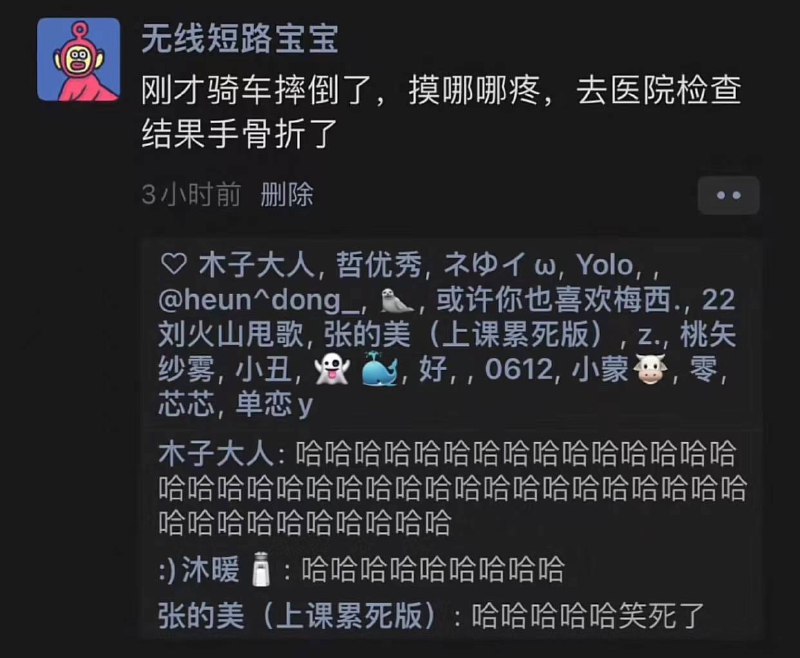 无线短路宝宝
刚才骑车摔倒了，摸哪哪疼，去医院检查
结果手骨折了
3小时前 删除
♡ 木子大人, 哲优秀, ネゆイω, Yolo, ,
@heun^dong_, 🦭, 或许你也喜欢梅西., 22
刘火山甩歌, 张的美（上课累死版）, z., 桃矢
纱雾, 小丑, 👻🐳, 好, , 0612, 小蒙🐮, 零,
芯芯, 单恋y
木子大人: 哈哈哈哈哈哈哈哈哈哈哈哈哈哈哈
哈哈哈哈哈哈哈哈哈哈哈哈哈哈哈哈哈哈哈哈
哈哈哈哈哈哈哈哈哈哈
:)沐暖🧂: 哈哈哈哈哈哈哈哈哈
张的美（上课累死版）: 哈哈哈哈哈笑死了